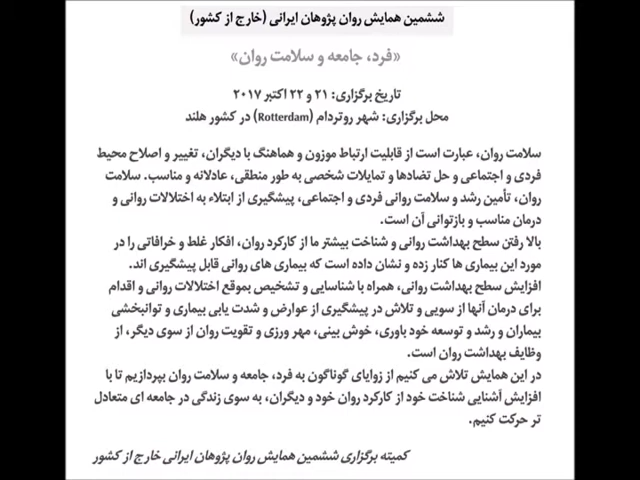 ششمین همایش روان پژوهان ایرانی (خارج از کشور)
«فرد، جامعه و سلامت روان»
تاریخ برگزاری: ۲۱ و ۲۲ اکتبر ۲۰۱۷
محل برگزاری: شهر روتردام (Rotterdam) در کشور هلند
سلامت روان، عبارت است از قابلیت ارتباط موزون و هماهنگ با دیگران، تغییر و اصلاح محیط
فردی و اجتماعی و حل تضادها و تمایلات شخصی به طور منطقی، عادلانه و مناسب. سلامت
روان، تأمین رشد و سلامت روانی فردی و اجتماعی، پیشگیری از ابتلاء به اختلالات روانی و
درمان مناسب و بازتوانی آن است.
بالا رفتن سطح بهداشت روانی و شناخت بیشتر ما از کارکرد روان، افکار غلط و خرافاتی را در
مورد این بیماری ها کنار زده و نشان داده است که بیماری های روانی قابل پیشگیری اند.
افزایش سطح بهداشت روانی، همراه با شناسایی و تشخیص بموقع اختلالات روانی و اقدام
برای درمان آنها از سویی و تلاش در پیشگیری از عوارض و شدت یابی بیماری و توانبخشی
بیماران و رشد و توسعه خود باوری، خوش بینی، مهر ورزی و تقویت روان از سوی دیگر، از
وظایف بهداشت روان است.
در این همایش تلاش می کنیم از زوایای گوناگون به فرد، جامعه و سلامت روان بپردازیم تا با
افزایش آشنایی شناخت خود از کارکرد روان خود و دیگران، به سوی زندگی در جامعه ای متعادل
تر حرکت کنیم.
کمیته برگزاری ششمین همایش روان پژوهان ایرانی خارج از کشور